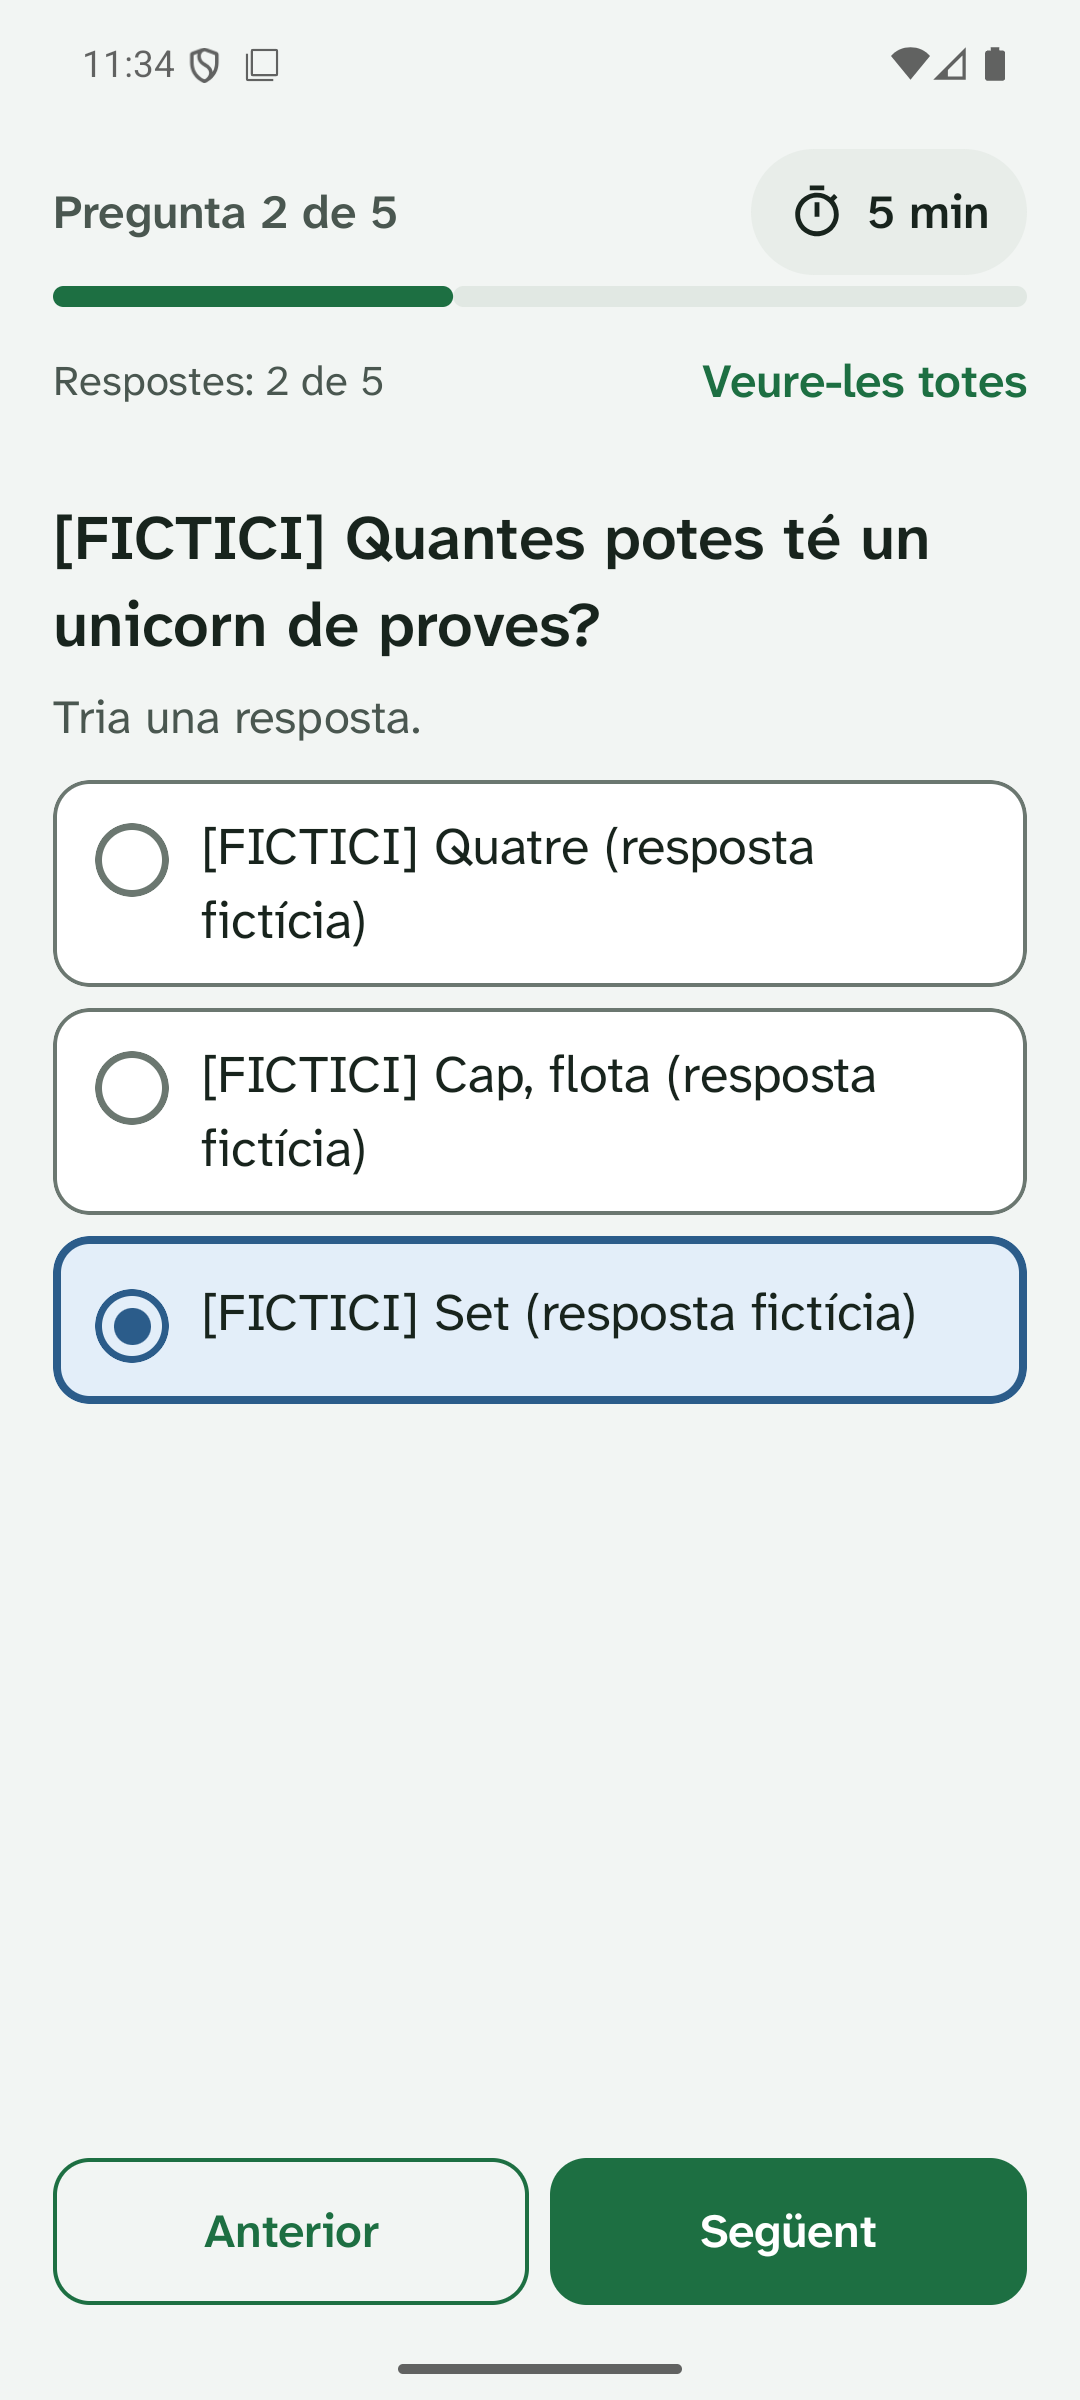 11:34
Pregunta 2 de 5
5 min
Respostes: 2 de 5
Veure-les totes
[FICTICI] Quantes potes té un
unicorn de proves?
Tria una resposta.
[FICTICI] Quatre (resposta
fictícia)
[FICTICI] Cap, flota (resposta
fictícia)
[FICTICI] Set (resposta fictícia)
Anterior
Següent